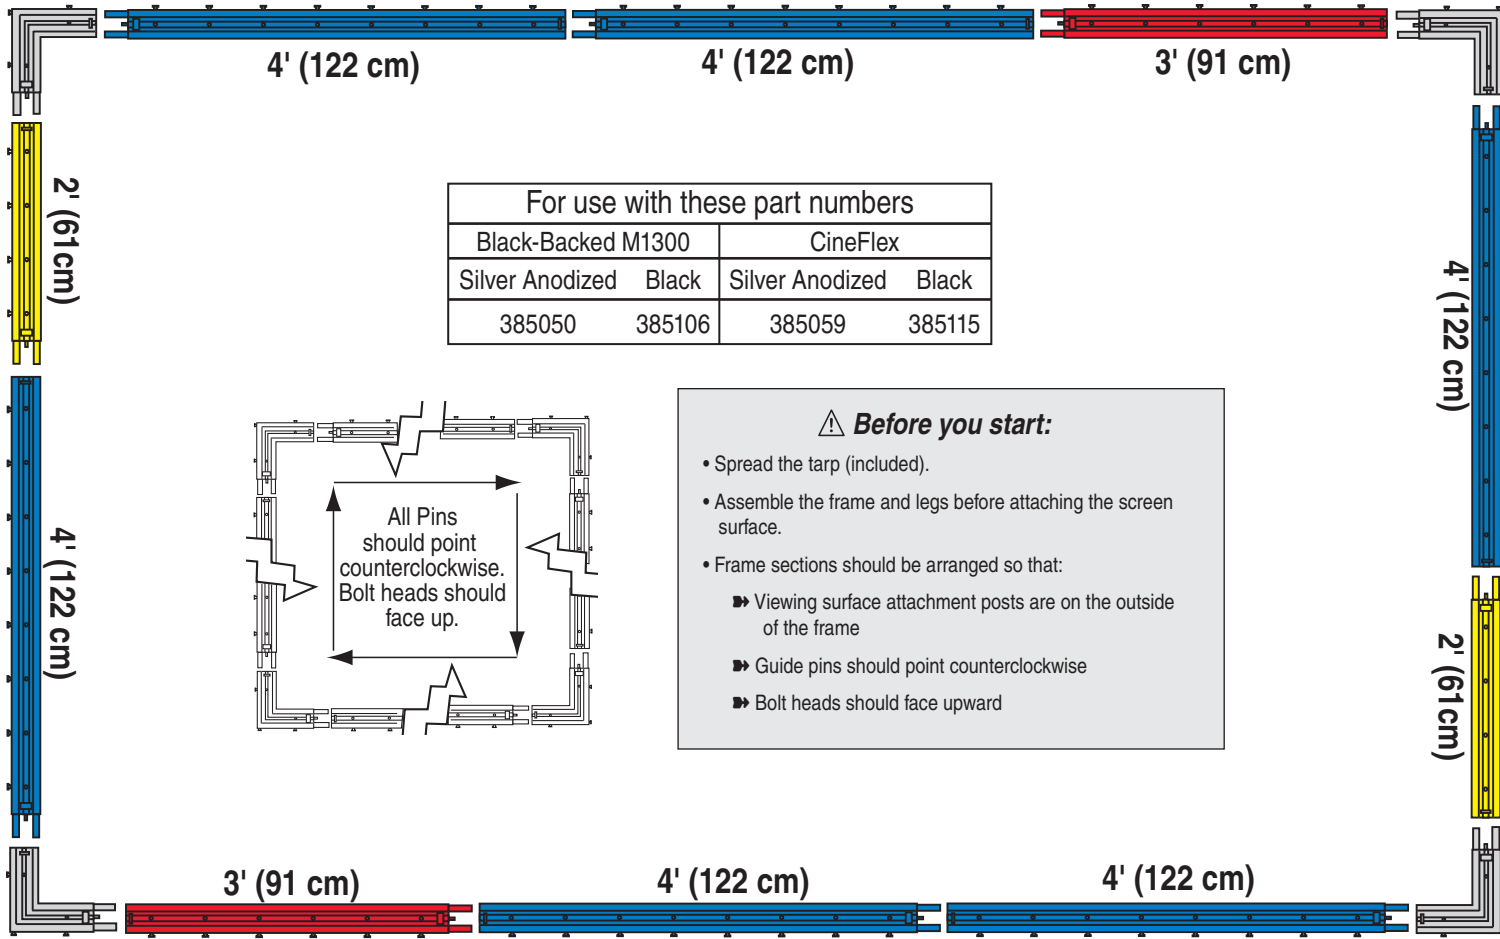 4' (122 cm)
4' (122 cm)
3' (91 cm)
2' (61cm)
4' (122 cm)
For use with these part numbers
Black-Backed M1300 CineFlex
Silver Anodized Black Silver Anodized Black
385050 385106 385059 385115
4' (122 cm)
2' (61cm)
All Pins
should point
counterclockwise.
Bolt heads should
face up.
⚠ Before you start:
• Spread the tarp (included).
• Assemble the frame and legs before attaching the screen
surface.
• Frame sections should be arranged so that:
➽ Viewing surface attachment posts are on the outside
of the frame
➽ Guide pins should point counterclockwise
➽ Bolt heads should face upward
3' (91 cm)
4' (122 cm)
4' (122 cm)